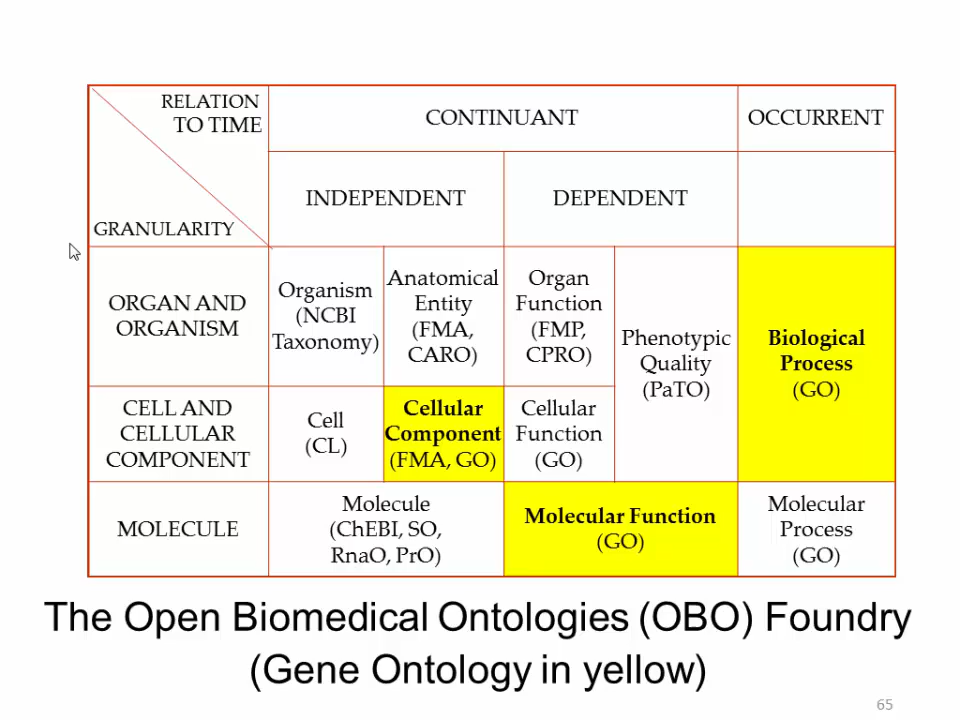 RELATION
TO TIME
GRANULARITY
CONTINUANT
OCCURRENT
INDEPENDENT
DEPENDENT
ORGAN AND
ORGANISM
Organism
(NCBI
Taxonomy)
Anatomical
Entity
(FMA,
CARO)
Organ
Function
(FMP,
CPRO)
Phenotypic
Quality
(PaTO)
Biological
Process
(GO)
CELL AND
CELLULAR
COMPONENT
Cell
(CL)
Cellular
Component
(FMA, GO)
Cellular
Function
(GO)
MOLECULE
Molecule
(ChEBI, SO,
RnaO, PrO)
Molecular Function
(GO)
Molecular
Process
(GO)
The Open Biomedical Ontologies (OBO) Foundry
(Gene Ontology in yellow)
65